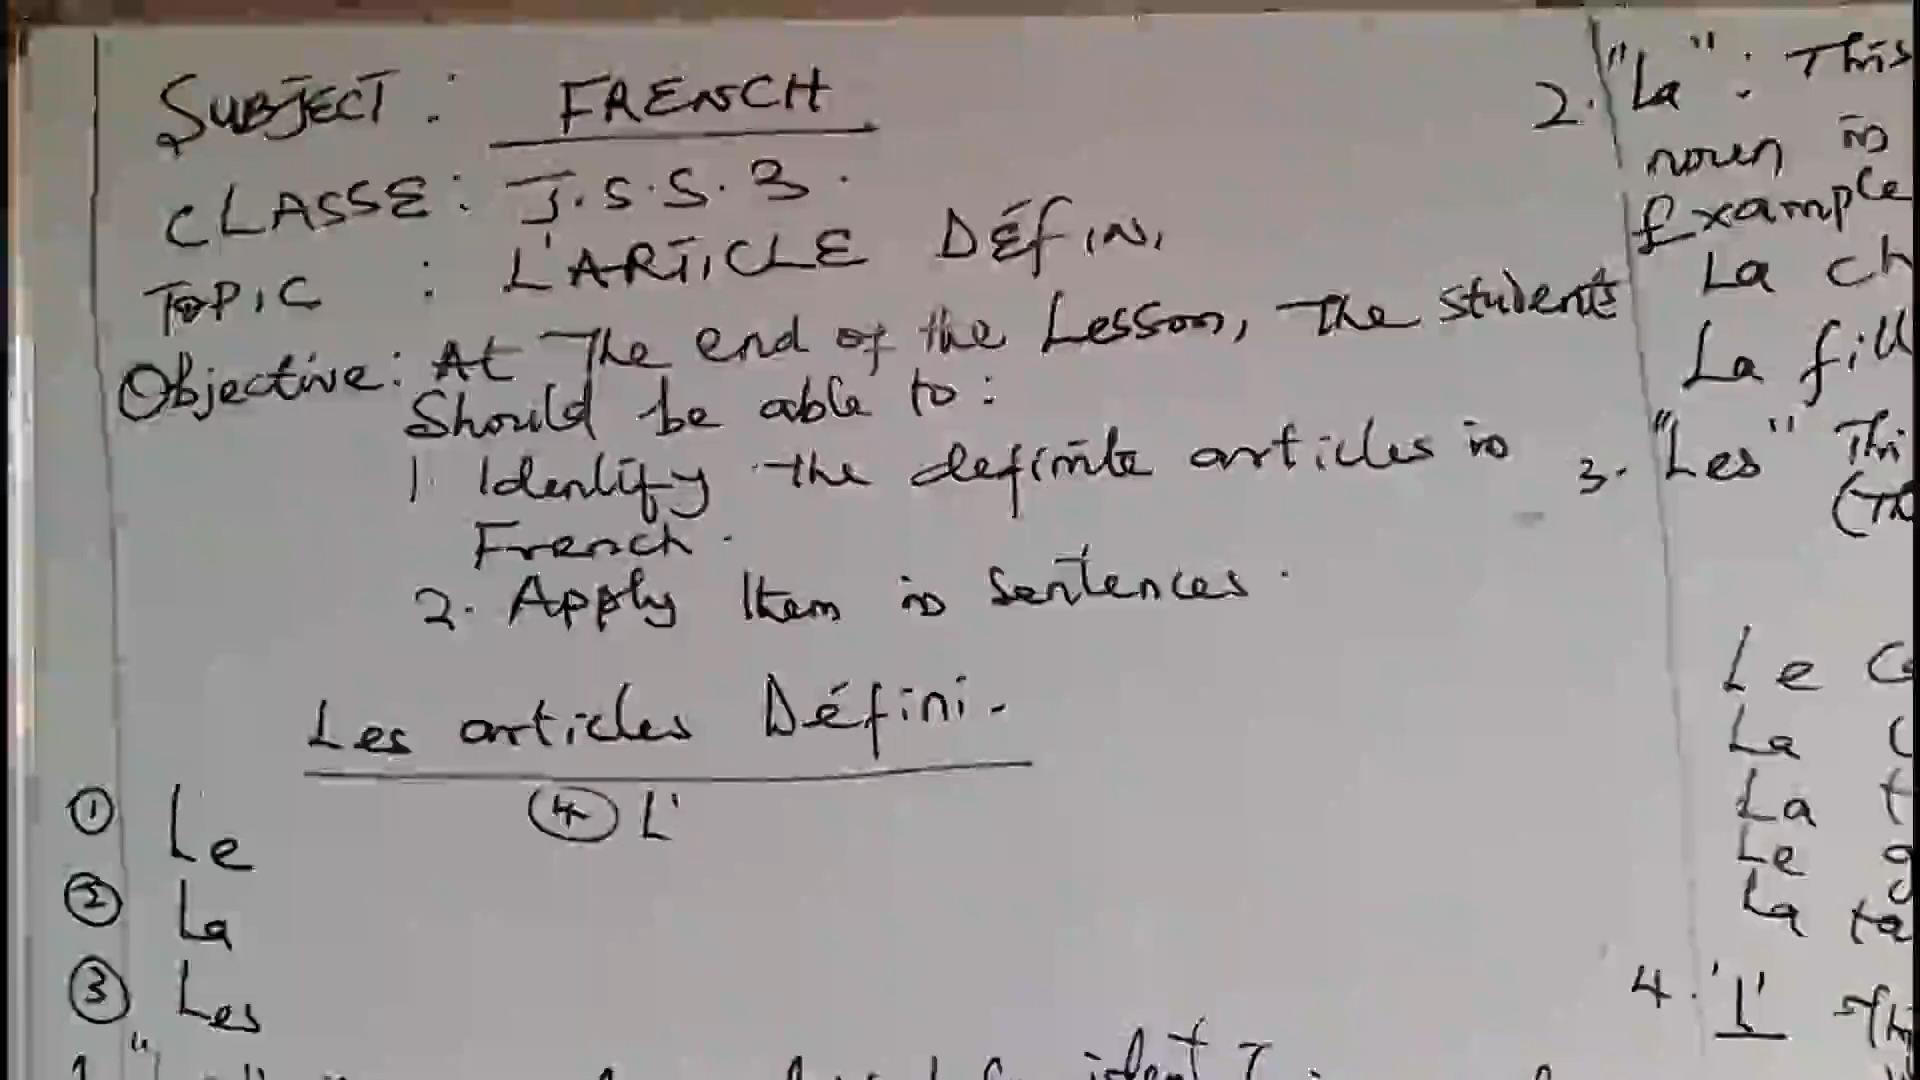 SUBJECT : FRENCH
CLASSE : J.S.S.3.
TOPIC : L'ARTICLE DÉFINI
Objective: At The end of the Lesson, The students
Should be able to :
1. Identify the definite articles in
French.
2. Apply them in sentences.
Les articles Défini.
① Le
④ L'
② La
③ Les
2. "La" : This
noun is
Example
La ch
La fill
3. "Les" Thi
(Th
Le
La
La t
Le g
La ta
4. 'L' Thi